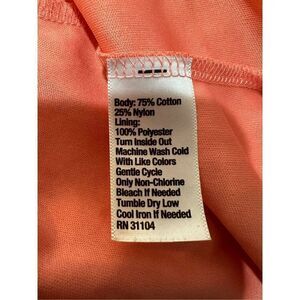 Body: 75% Cotton
25% Nylon
Lining:
100% Polyester
Turn Inside Out
Machine Wash Cold
With Like Colors
Gentle Cycle
Only Non-Chlorine
Bleach If Needed
Tumble Dry Low
Cool Iron If Needed
RN 31104